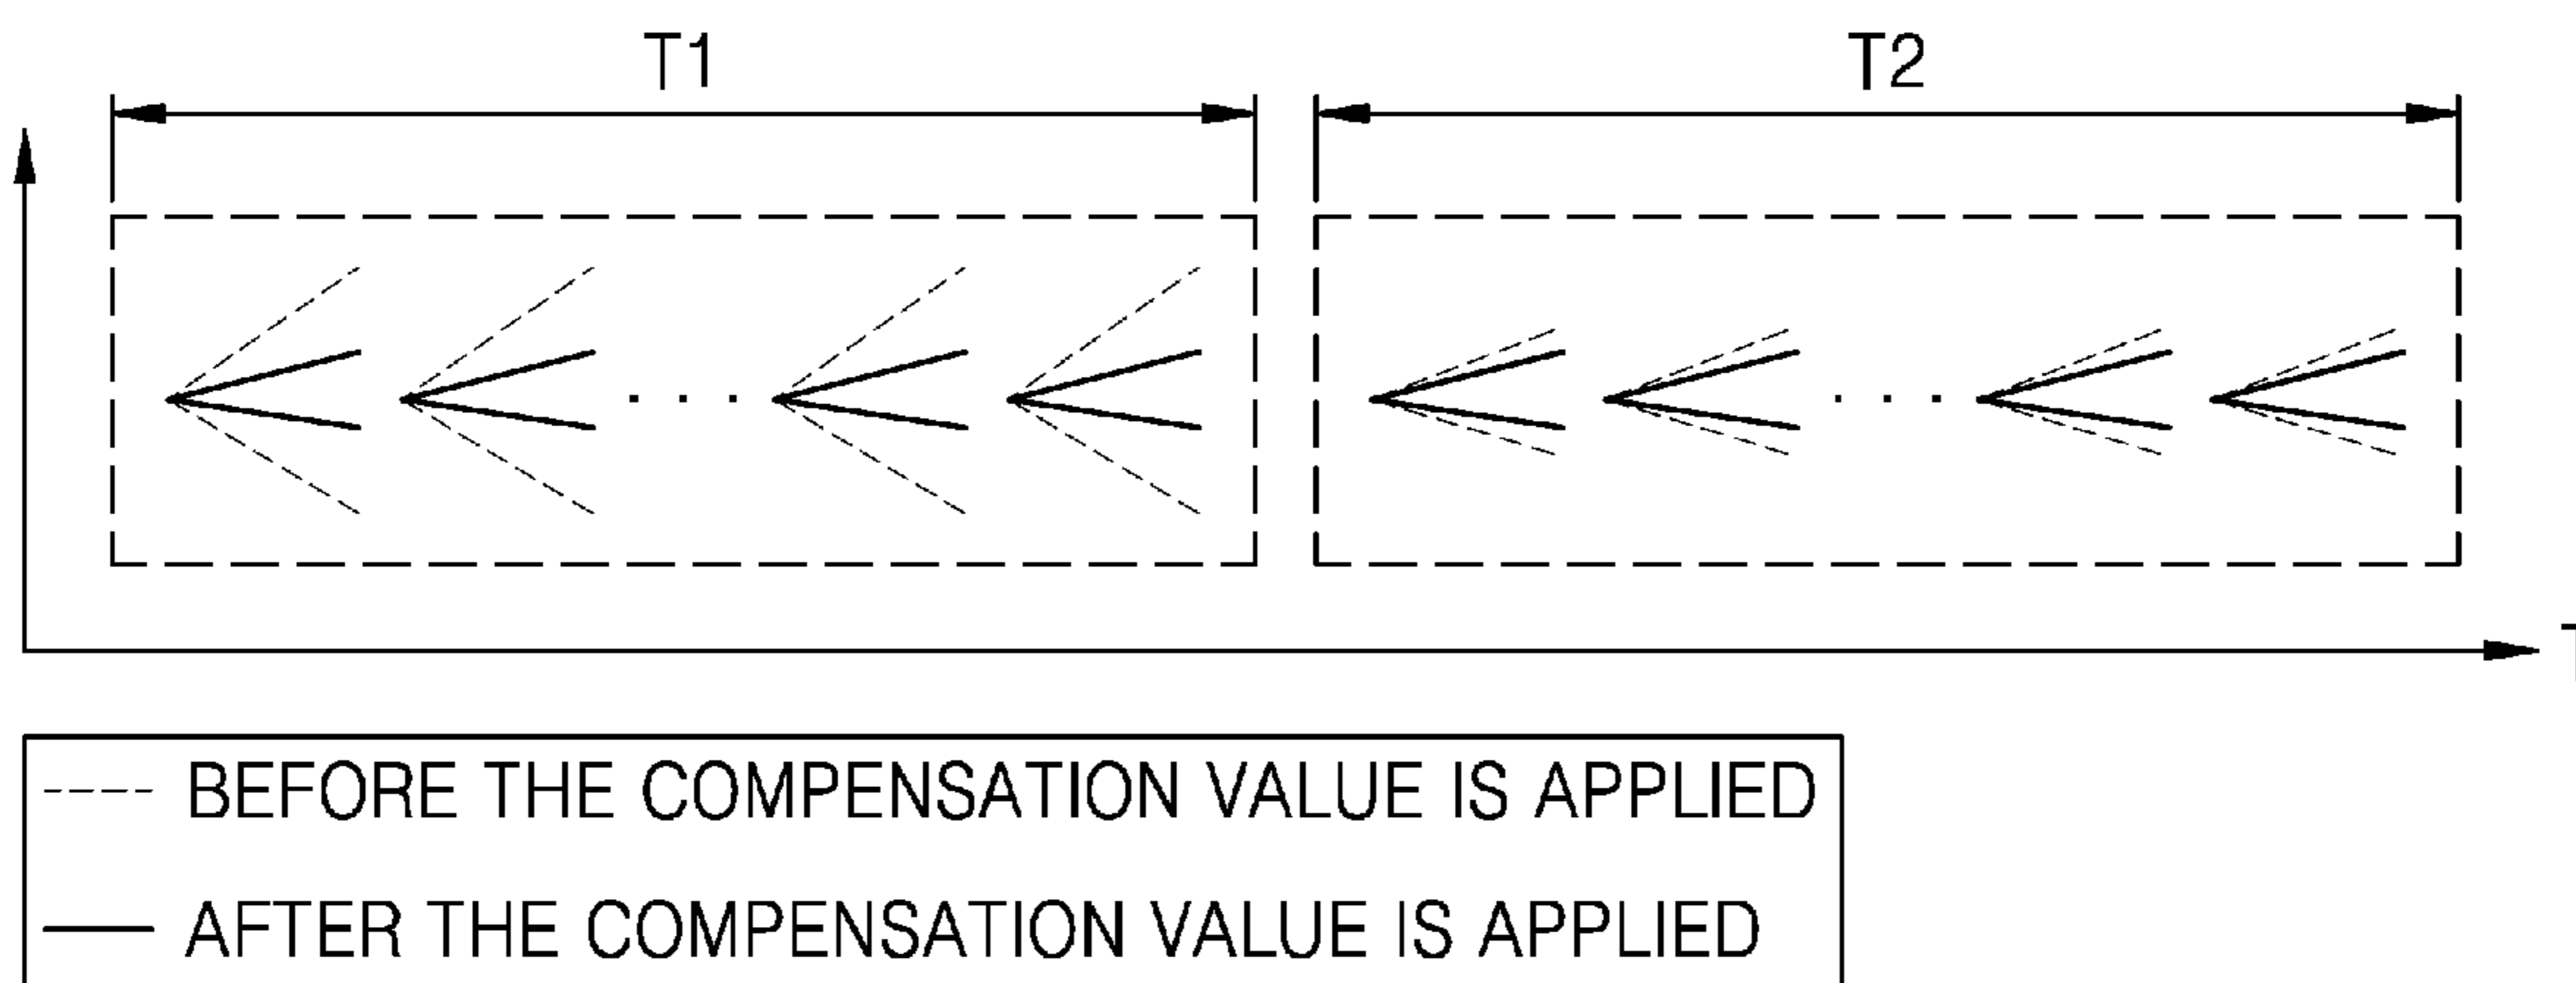 T1
T2
T
BEFORE THE COMPENSATION VALUE IS APPLIED
AFTER THE COMPENSATION VALUE IS APPLIED